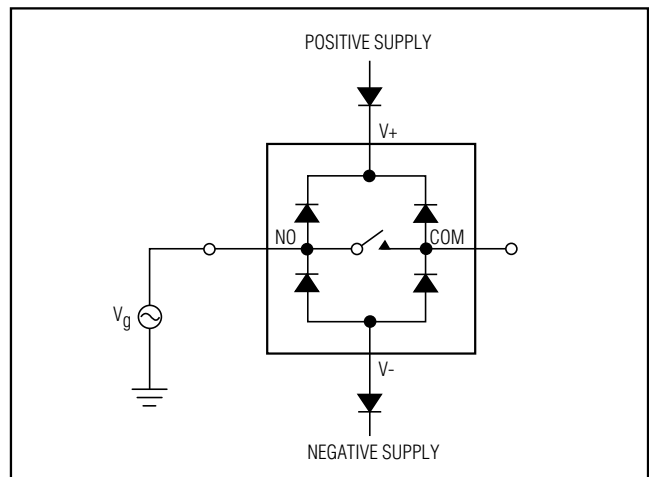 POSITIVE SUPPLY
V+
NO
COM
Vg
V-
NEGATIVE SUPPLY